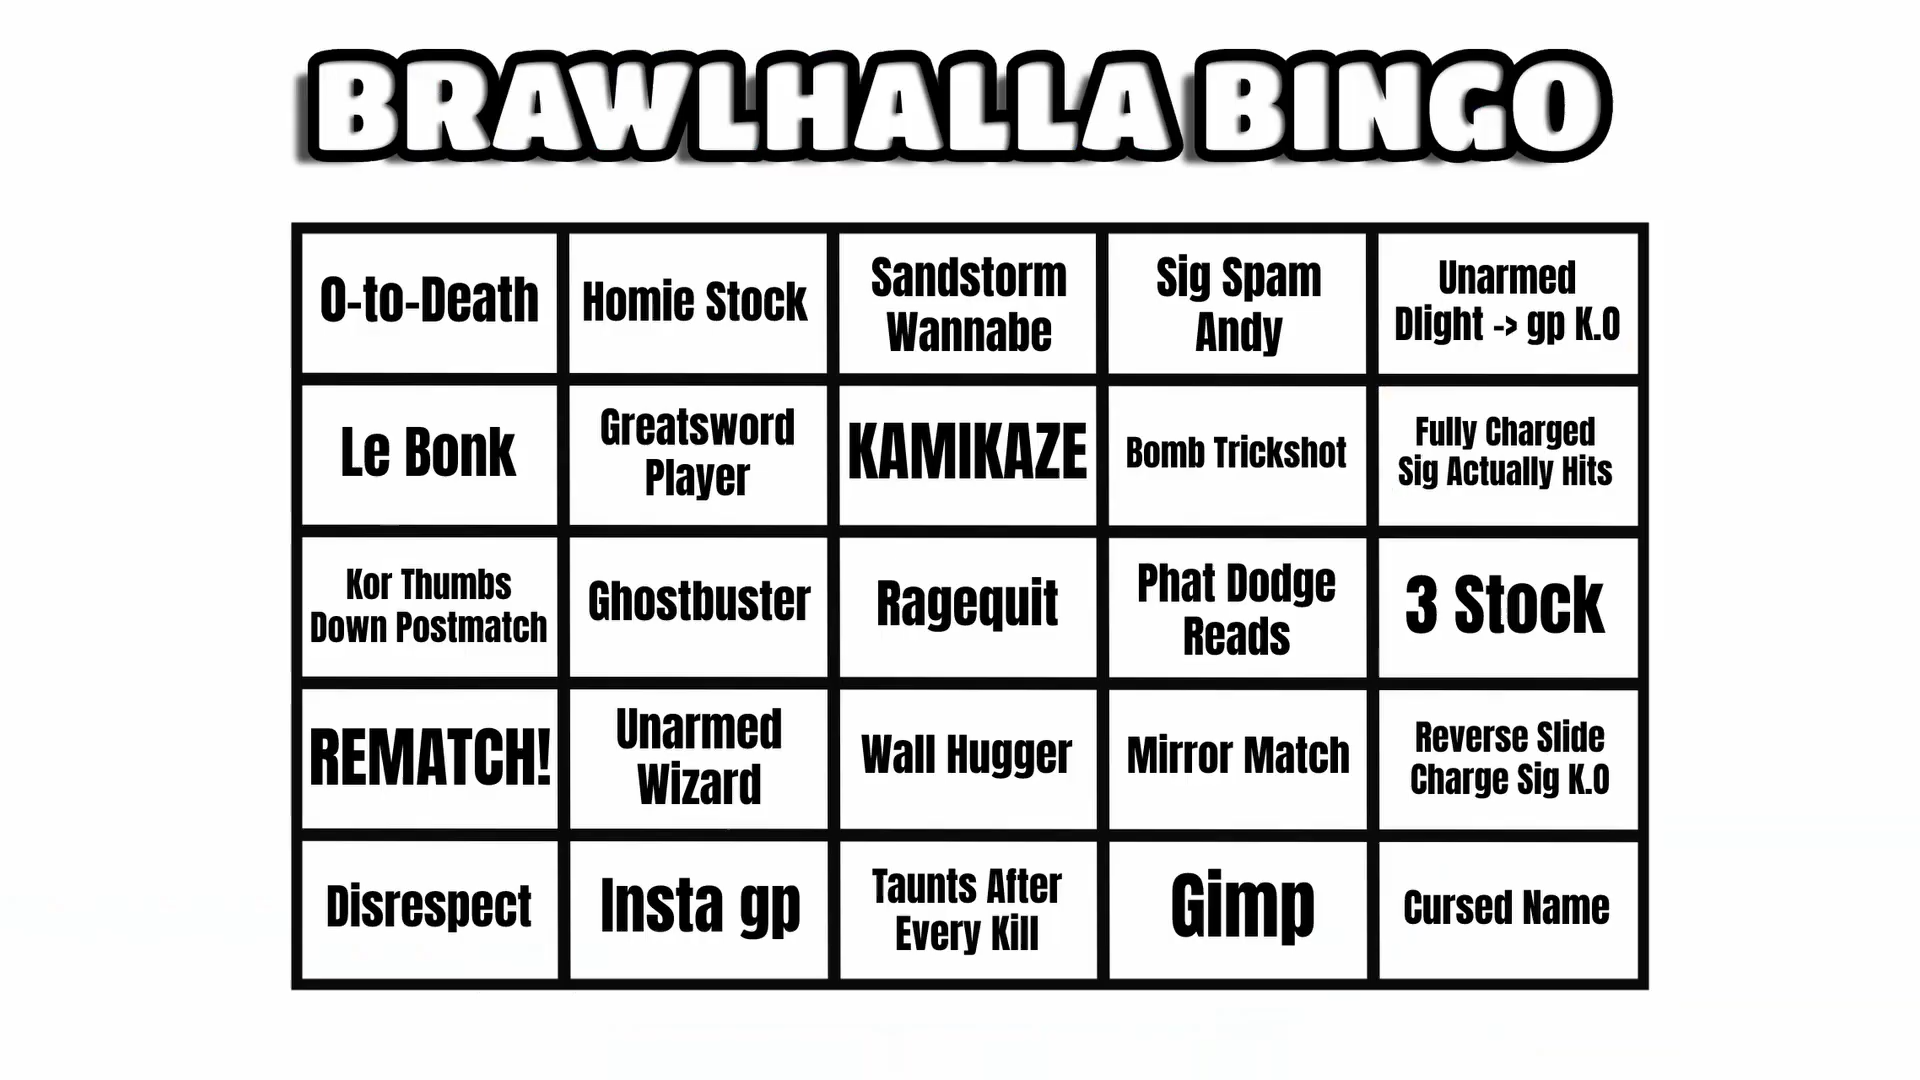 BRAWLHALLA BINGO
0-to-Death
Homie Stock
Sandstorm
Wannabe
Sig Spam
Andy
Unarmed
Dlight -> gp K.O
Le Bonk
Greatsword
Player
KAMIKAZE
Bomb Trickshot
Fully Charged
Sig Actually Hits
Kor Thumbs
Down Postmatch
Ghostbuster
Ragequit
Phat Dodge
Reads
3 Stock
REMATCH!
Unarmed
Wizard
Wall Hugger
Mirror Match
Reverse Slide
Charge Sig K.O
Disrespect
Insta gp
Taunts After
Every Kill
Gimp
Cursed Name